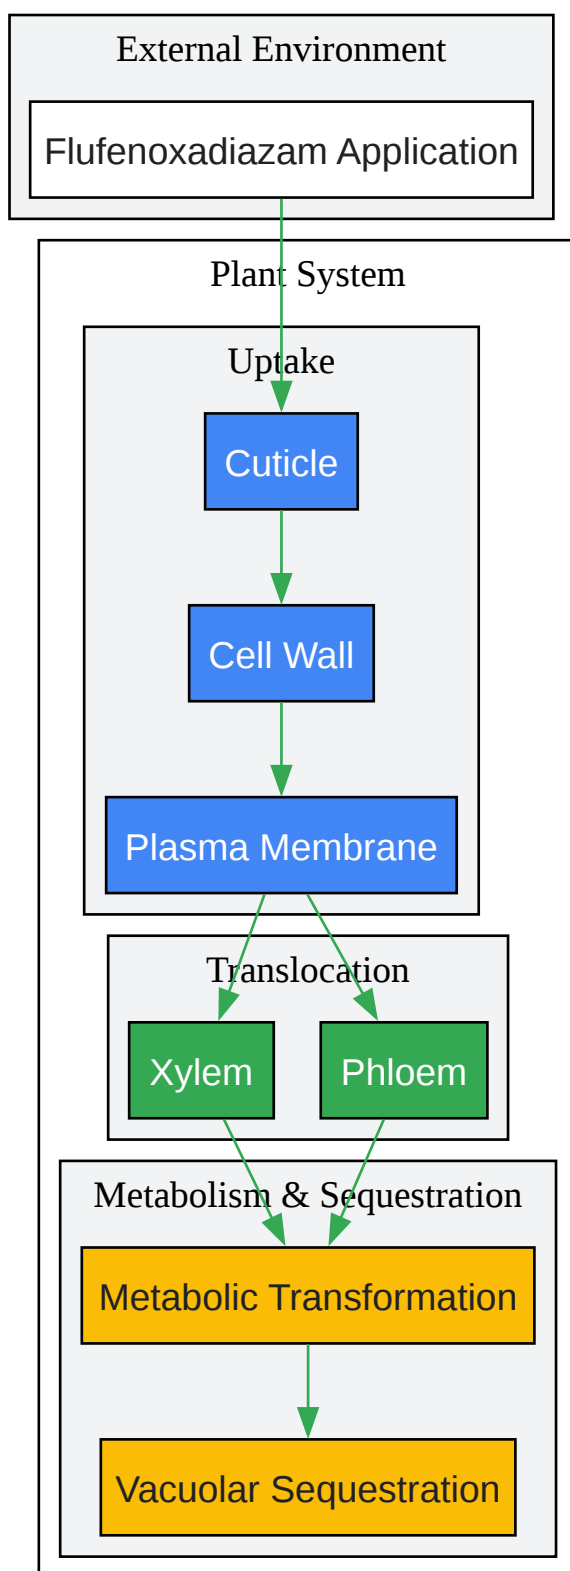 External Environment
Flufenoxadiazam Application
Plant System
Uptake
Cuticle
Cell Wall
Plasma Membrane
Translocation
Xylem
Phloem
Metabolism & Sequestration
Metabolic Transformation
Vacuolar Sequestration